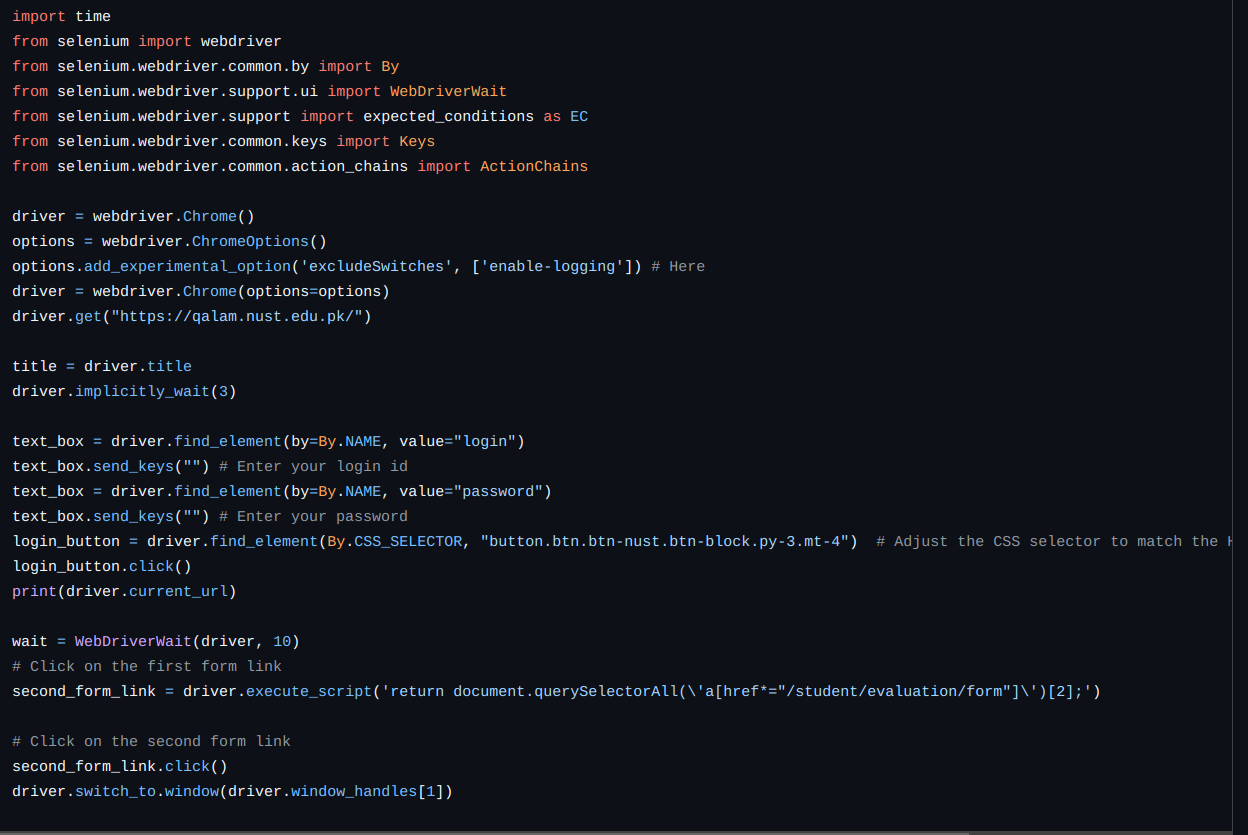 import time
from selenium import webdriver
from selenium.webdriver.common.by import By
from selenium.webdriver.support.ui import WebDriverWait
from selenium.webdriver.support import expected_conditions as EC
from selenium.webdriver.common.keys import Keys
from selenium.webdriver.common.action_chains import ActionChains

driver = webdriver.Chrome()
options = webdriver.ChromeOptions()
options.add_experimental_option('excludeSwitches', ['enable-logging']) # Here
driver = webdriver.Chrome(options=options)
driver.get("https://qalam.nust.edu.pk/")

title = driver.title
driver.implicitly_wait(3)

text_box = driver.find_element(by=By.NAME, value="login")
text_box.send_keys("") # Enter your login id
text_box = driver.find_element(by=By.NAME, value="password")
text_box.send_keys("") # Enter your password
login_button = driver.find_element(By.CSS_SELECTOR, "button.btn.btn-nust.btn-block.py-3.mt-4")  # Adjust the CSS selector to match the
login_button.click()
print(driver.current_url)

wait = WebDriverWait(driver, 10)
# Click on the first form link
second_form_link = driver.execute_script('return document.querySelectorAll(\'a[href*="/student/evaluation/form"]\')[2];')

# Click on the second form link
second_form_link.click()
driver.switch_to.window(driver.window_handles[1])